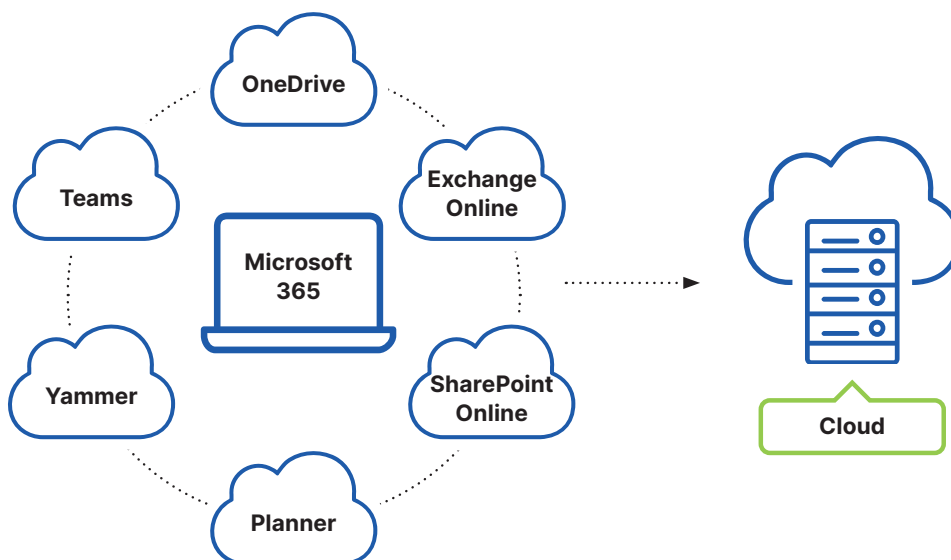 OneDrive
Teams
Exchange
Online
Microsoft
365
Yammer
SharePoint
Online
Cloud
Planner